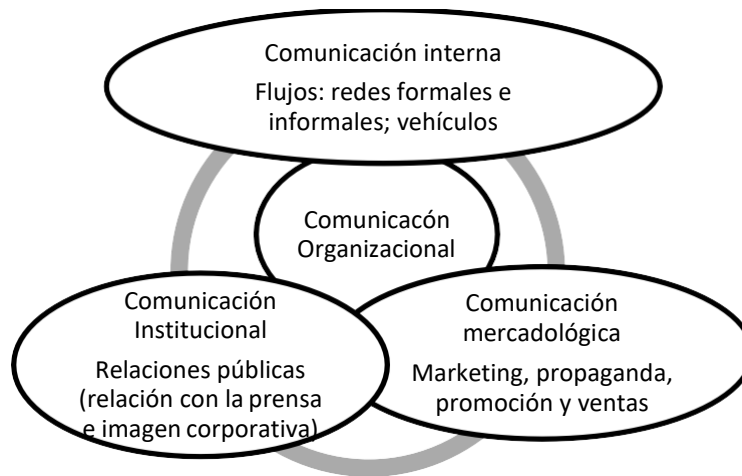 Comunicación interna
Flujos: redes formales e
informales; vehículos
Comunicacón
Organizacional
Comunicación
Institucional
Relaciones públicas
(relación con la prensa
e imagen corporativa)
Comunicación
mercadológica
Marketing, propaganda,
promoción y ventas